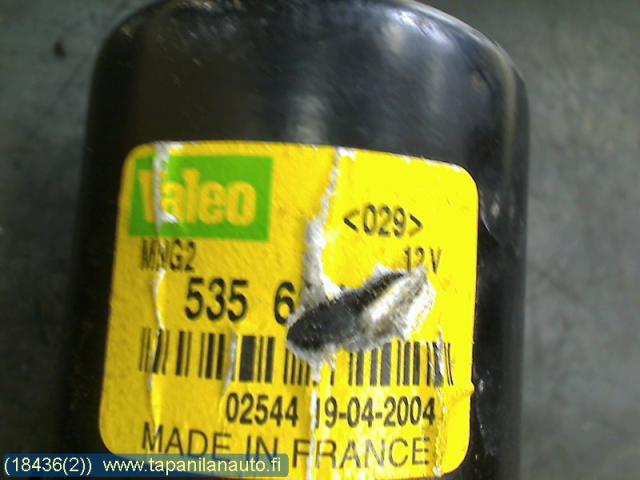 Valeo
<029>
MNG2 12 V
535 6
02544 19-04-2004
MADE IN FRANCE
(18436(2)) www.tapanilanauto.fi